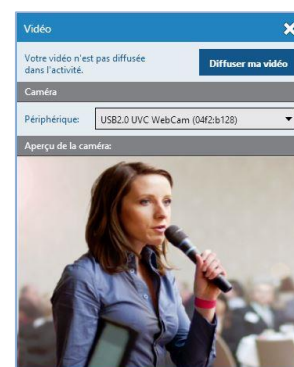 Vidéo
Votre vidéo n'est pas diffusée
dans l'activité.
Diffuser ma vidéo
Caméra
Périphérique:
USB2.0 UVC WebCam (04f2:b128)
Aperçu de la caméra: